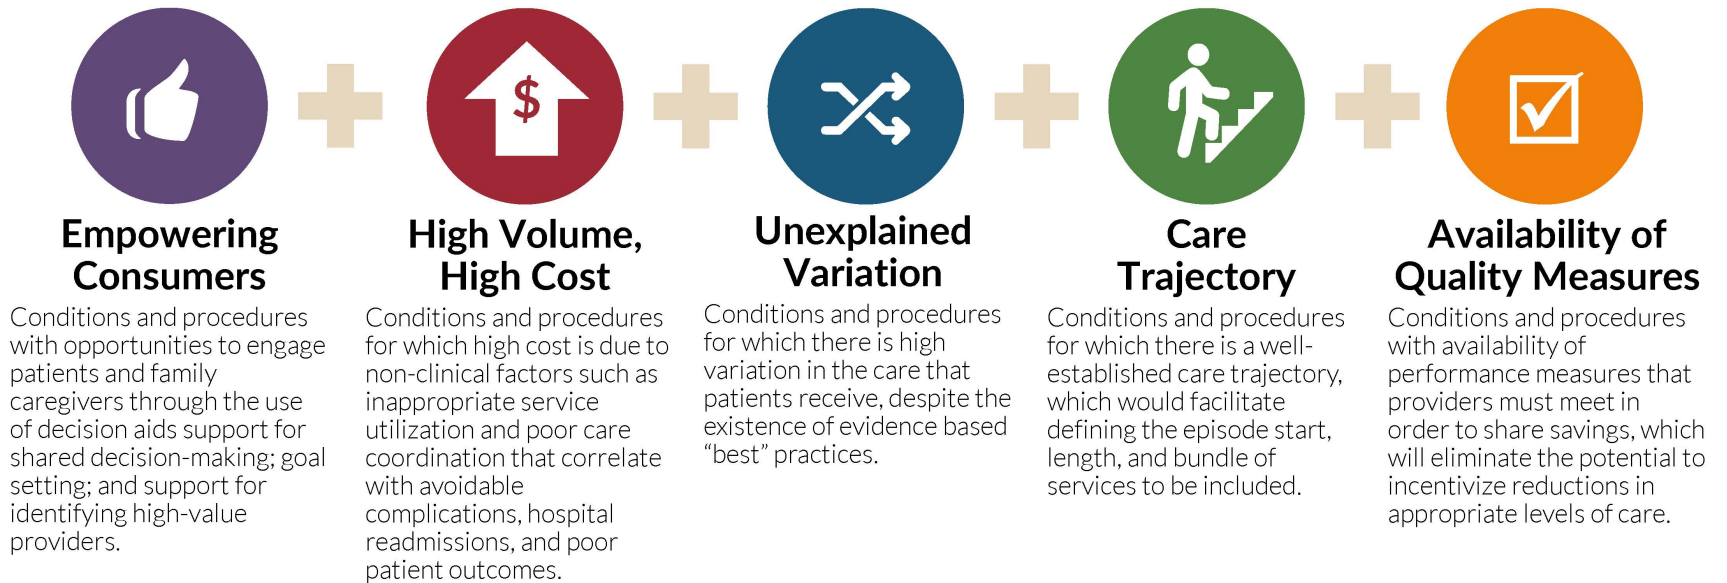 $
Empowering
Consumers
Conditions and procedures
with opportunities to engage
patients and family
caregivers through the use
of decision aids support for
shared decision-making; goal
setting; and support for
identifying high-value
providers.
High Volume,
High Cost
Conditions and procedures
for which high cost is due to
non-clinical factors such as
inappropriate service
utilization and poor care
coordination that correlate
with avoidable
complications, hospital
readmissions, and poor
patient outcomes.
Unexplained
Variation
Conditions and procedures
for which there is high
variation in the care that
patients receive, despite the
existence of evidence based
“best” practices.
Care
Trajectory
Conditions and procedures
for which there is a well-
established care trajectory,
which would facilitate
defining the episode start,
length, and bundle of
services to be included.
Availability of
Quality Measures
Conditions and procedures
with availability of
performance measures that
providers must meet in
order to share savings, which
will eliminate the potential to
incentivize reductions in
appropriate levels of care.